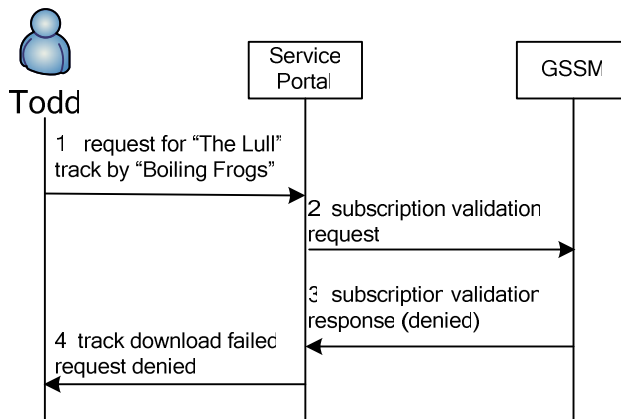 Todd
Service
Portal
GSSM
1 request for “The Lull”
track by “Boiling Frogs”
2 subscription validation
request
3 subscription validation
response (denied)
4 track download failed
request denied